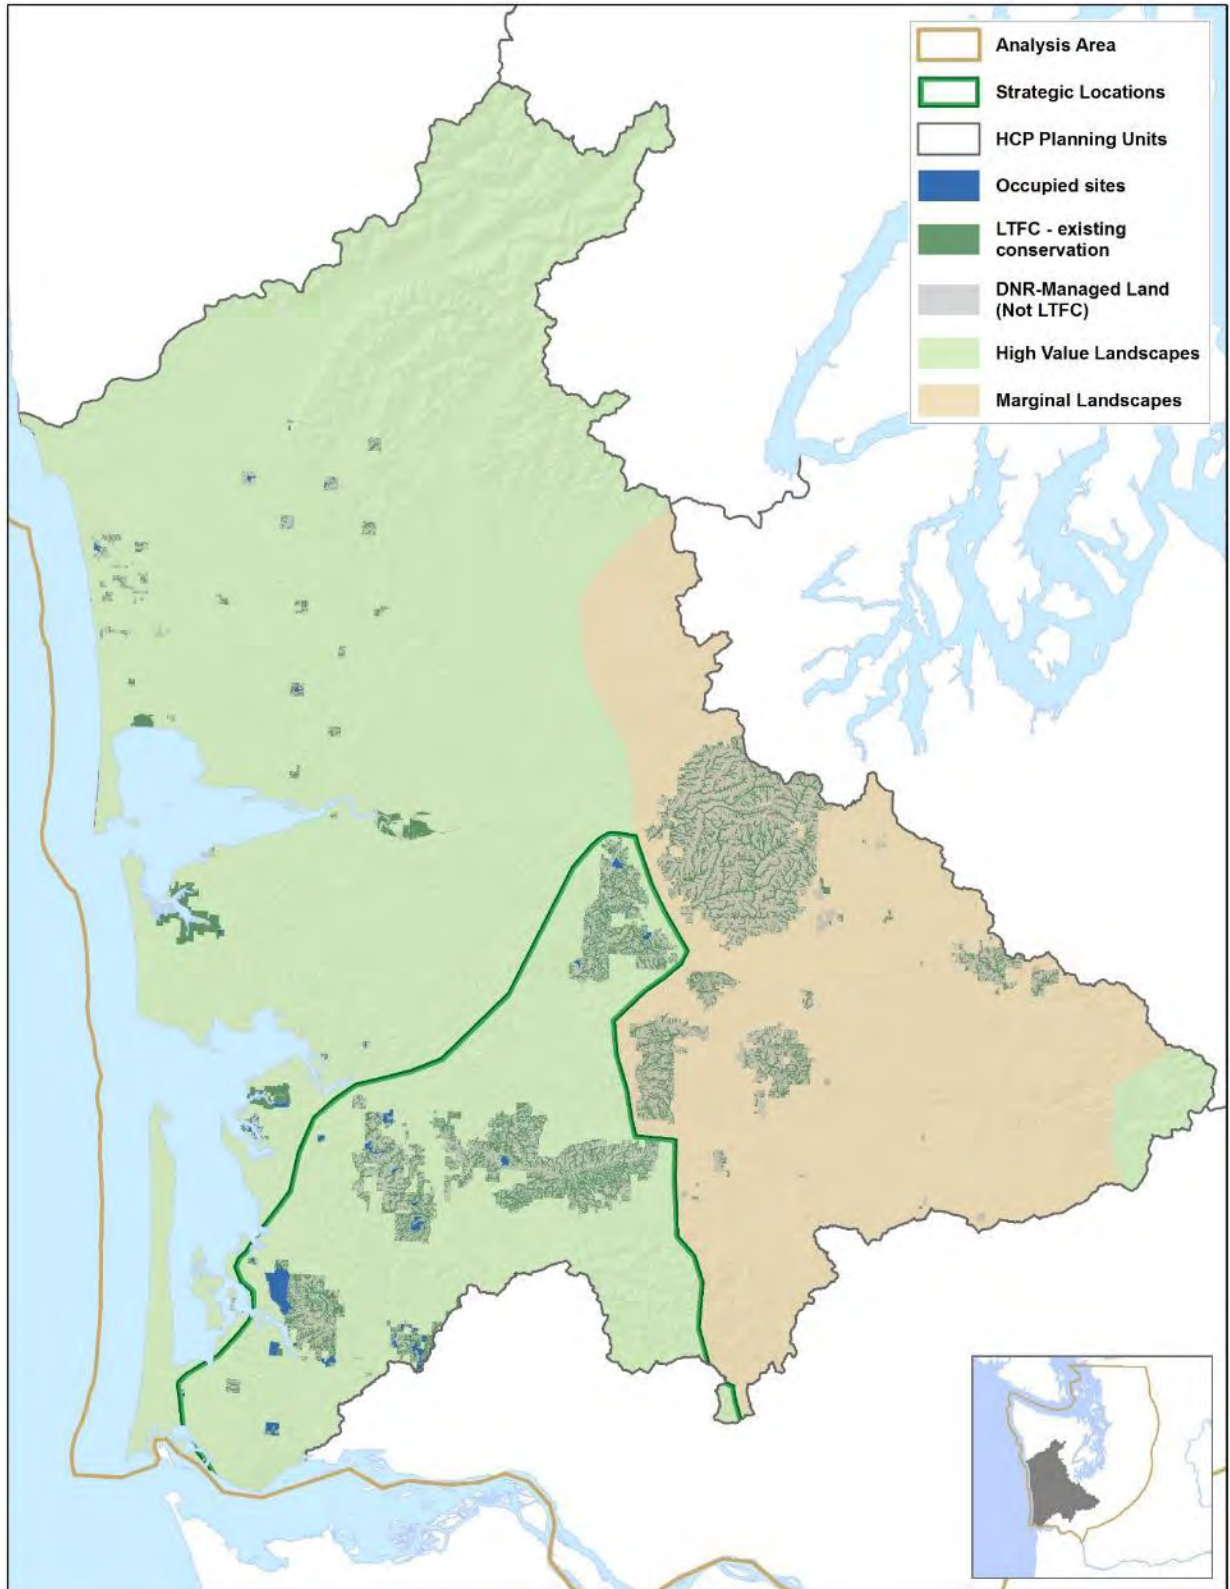 Analysis Area
Strategic Locations
HCP Planning Units
Occupied sites
LTFC - existing
conservation
DNR-Managed Land
(Not LTFC)
High Value Landscapes
Marginal Landscapes